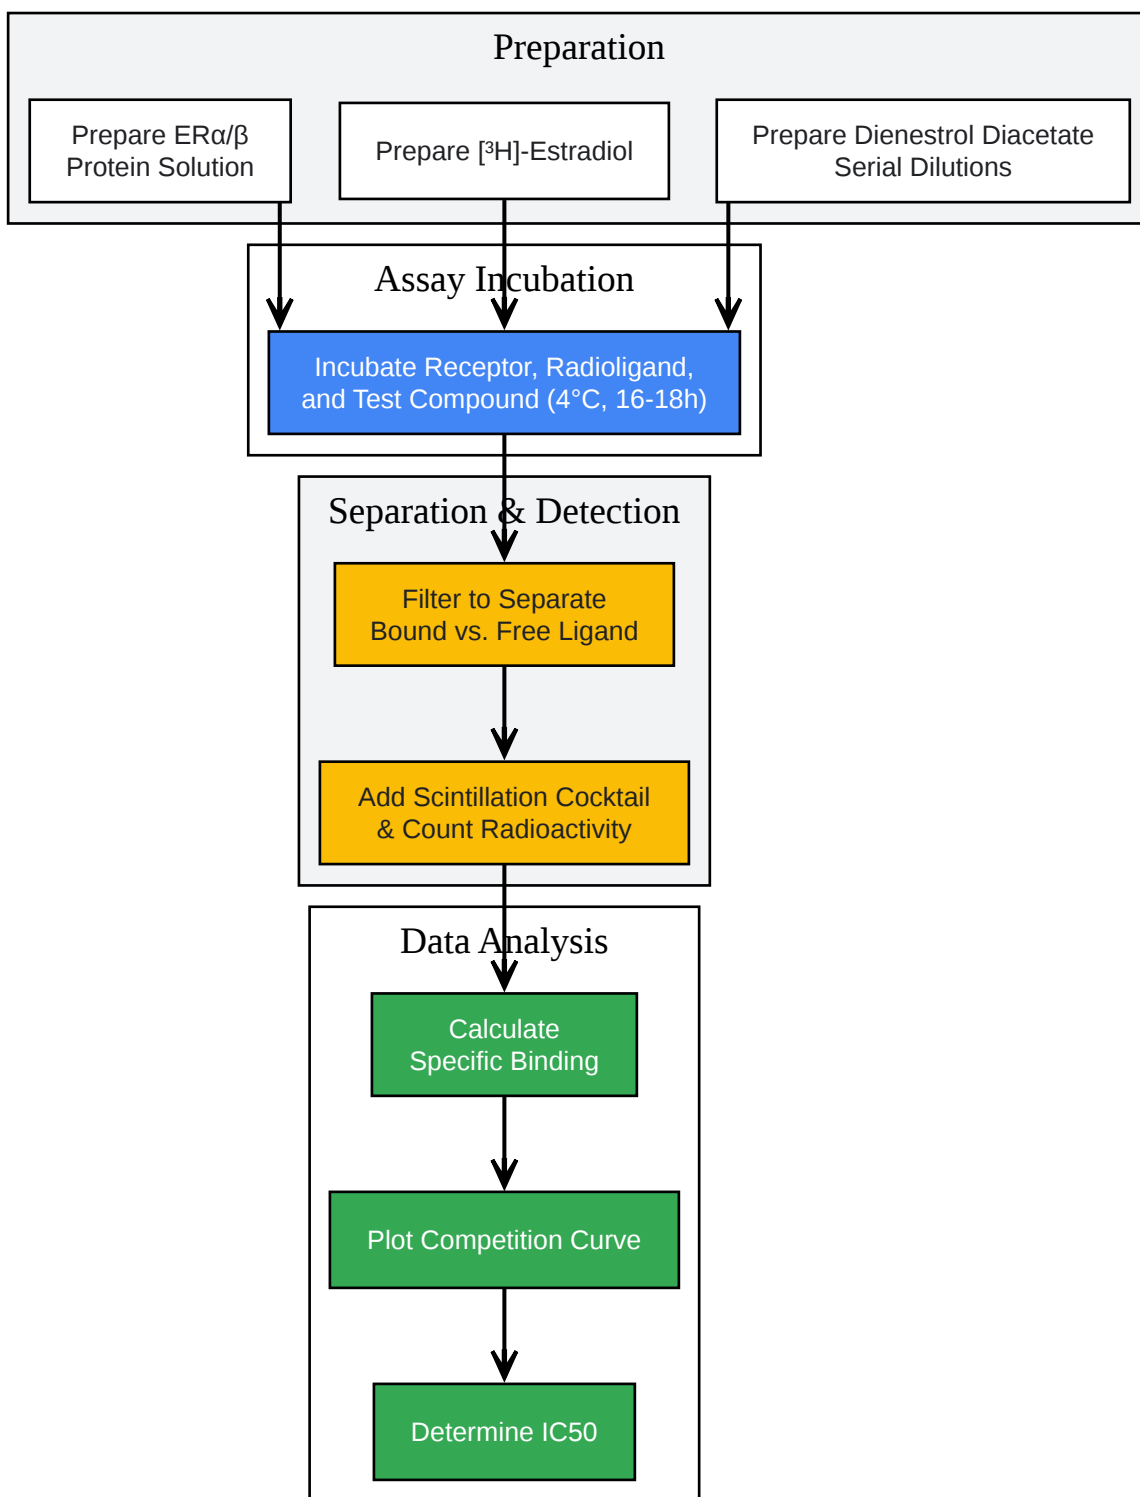 Preparation
Prepare ERα/β
Protein Solution
Prepare [³H]-Estradiol
Prepare Dienestrol Diacetate
Serial Dilutions
Assay Incubation
Incubate Receptor, Radioligand,
and Test Compound (4°C, 16-18h)
Separation & Detection
Filter to Separate
Bound vs. Free Ligand
Add Scintillation Cocktail
& Count Radioactivity
Data Analysis
Calculate
Specific Binding
Plot Competition Curve
Determine IC50